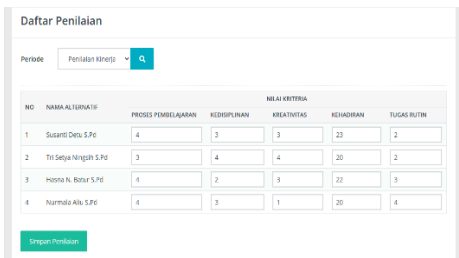 Daftar Penilaian
Periode Penilaian Kinerja
NO NAMA ALTERNATIF NILAI KRITERIA
PROSES PEMBELAJARAN KEDISIPLINAN KREATIVITAS KEHADIRAN TUGAS RUTIN
1 Susanti Detu S.Pd 4 3 3 23 2
2 Tri Setya Ningsih S.Pd 3 4 4 20 2
3 Hasna N. Batur S.Pd 4 2 3 22 3
4 Nurmala Aliu S.Pd 4 3 1 20 4
Simpan Penilaian